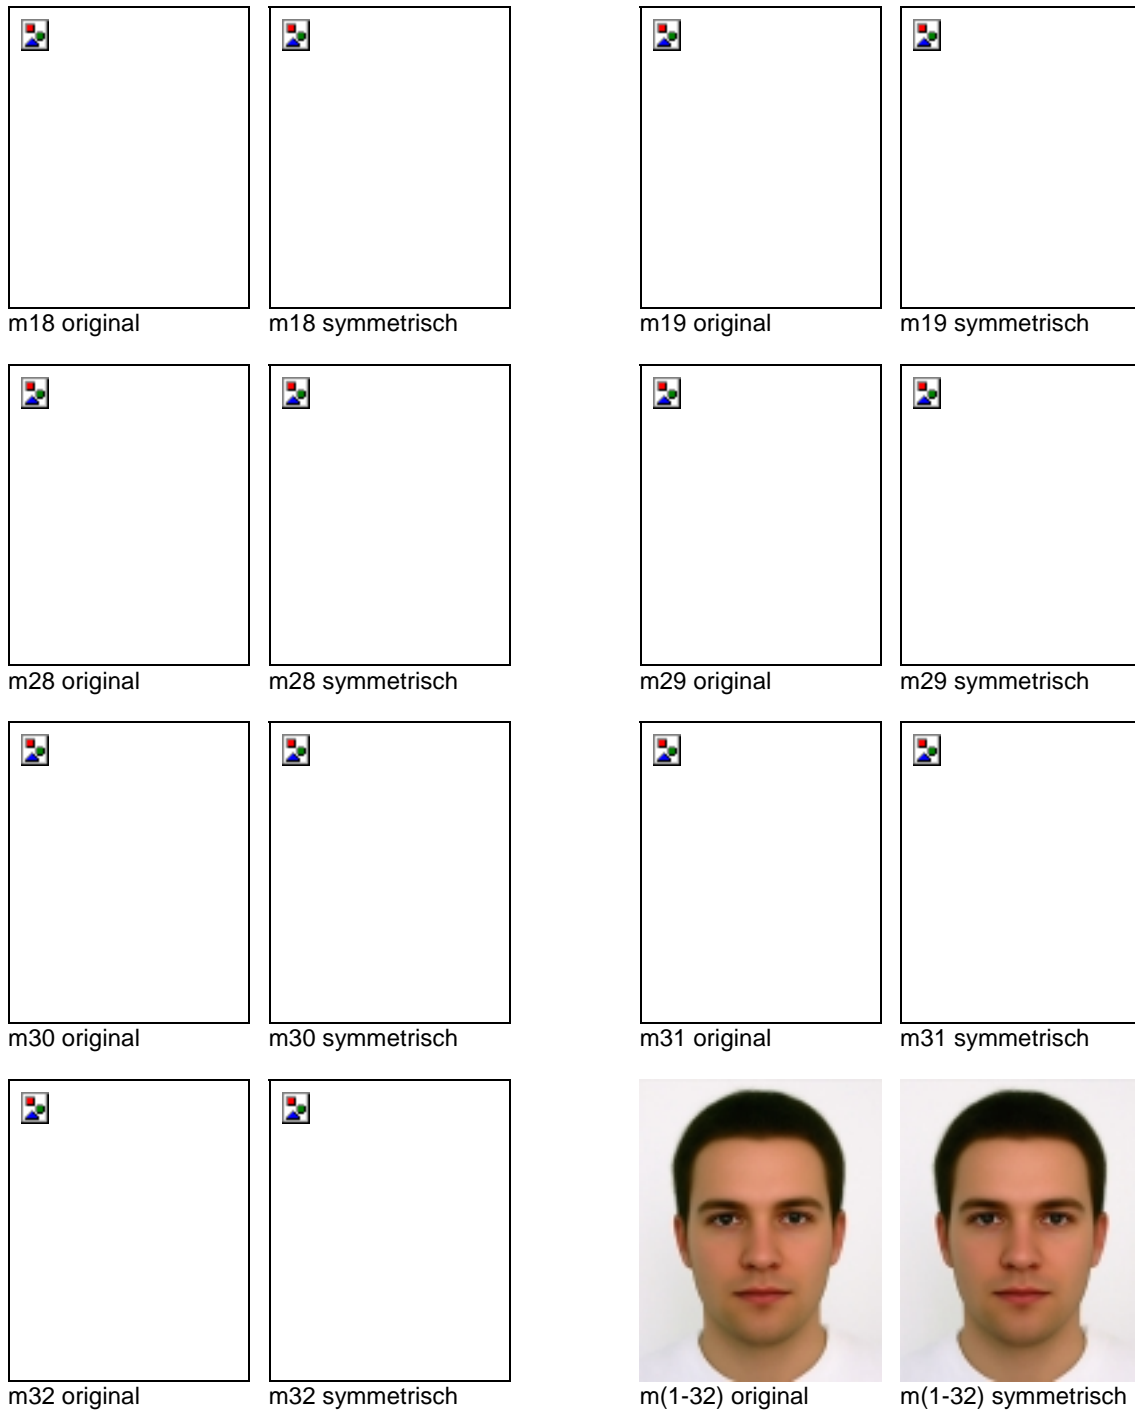 m18 original m18 symmetrisch m19 original m19 symmetrisch
m28 original m28 symmetrisch m29 original m29 symmetrisch
m30 original m30 symmetrisch m31 original m31 symmetrisch
m32 original m32 symmetrisch m(1-32) original m(1-32) symmetrisch